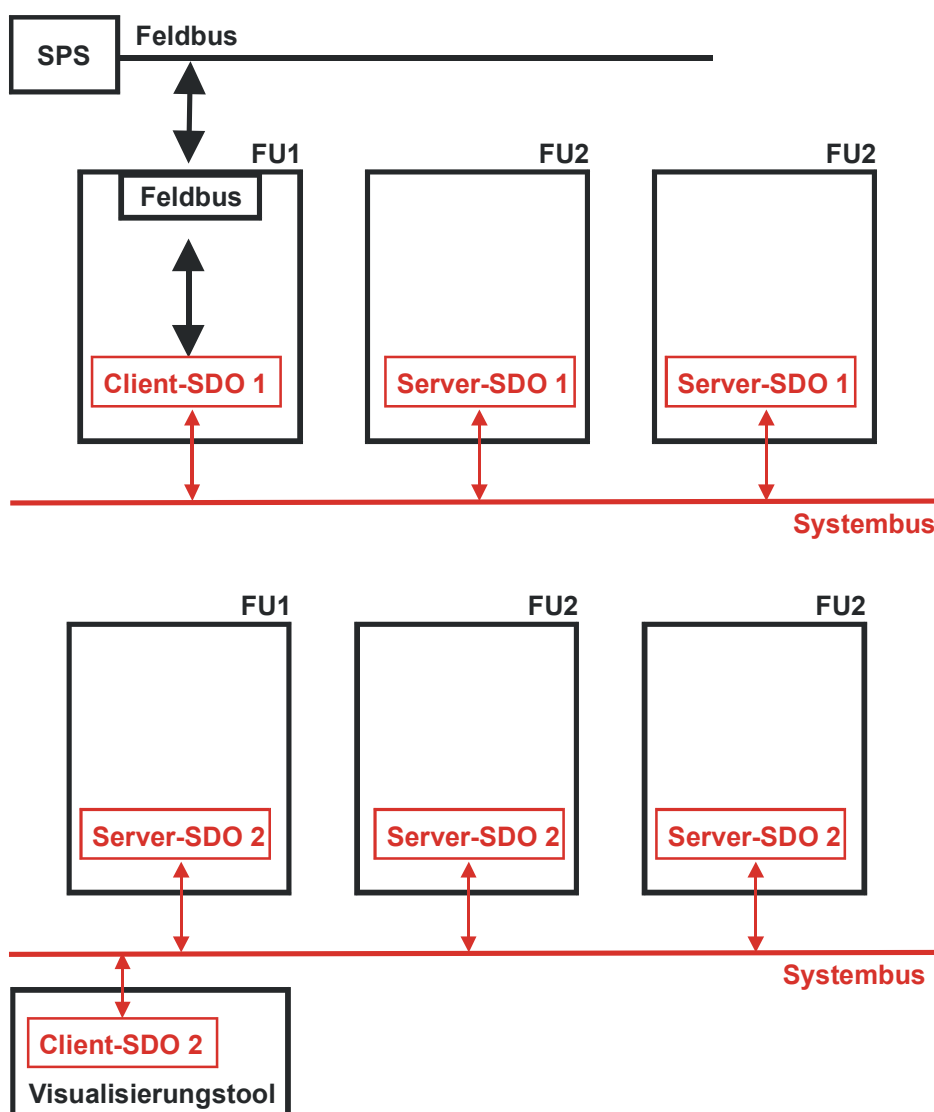 SPS
Feldbus
FU1
FU2
FU2
Feldbus
Client-SDO 1
Server-SDO 1
Server-SDO 1
Systembus
FU1
FU2
FU2
Server-SDO 2
Server-SDO 2
Server-SDO 2
Systembus
Client-SDO 2
Visualisierungstool